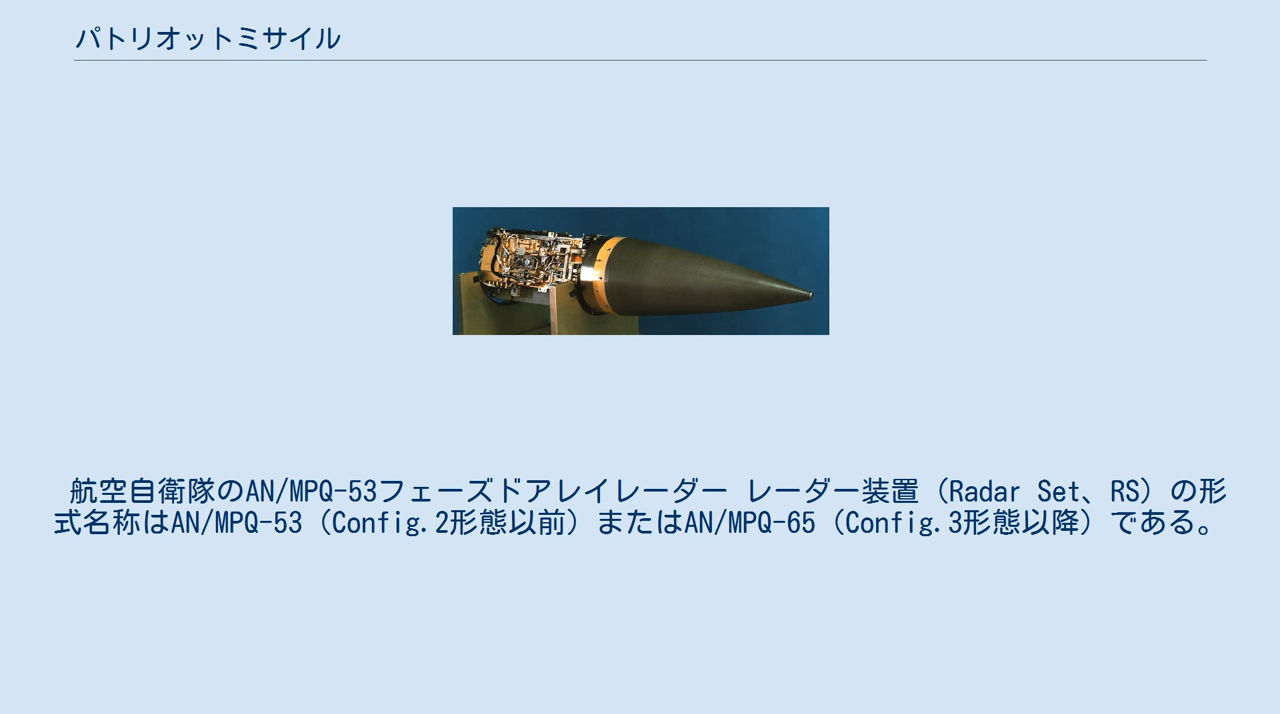 パトリオットミサイル
航空自衛隊のAN/MPQ-53フェーズドアレイレーダー レーダー装置（Radar Set、RS）の形
式名称はAN/MPQ-53（Config.2形態以前）またはAN/MPQ-65（Config.3形態以降）である。